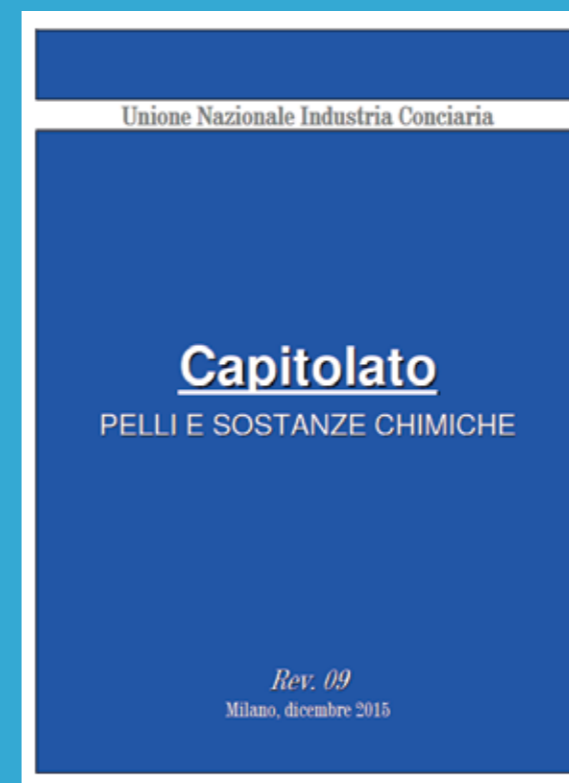 Unione Nazionale Industria Conciaria
Capitolato
PELLI E SOSTANZE CHIMICHE
Rev. 09
Milano, dicembre 2015